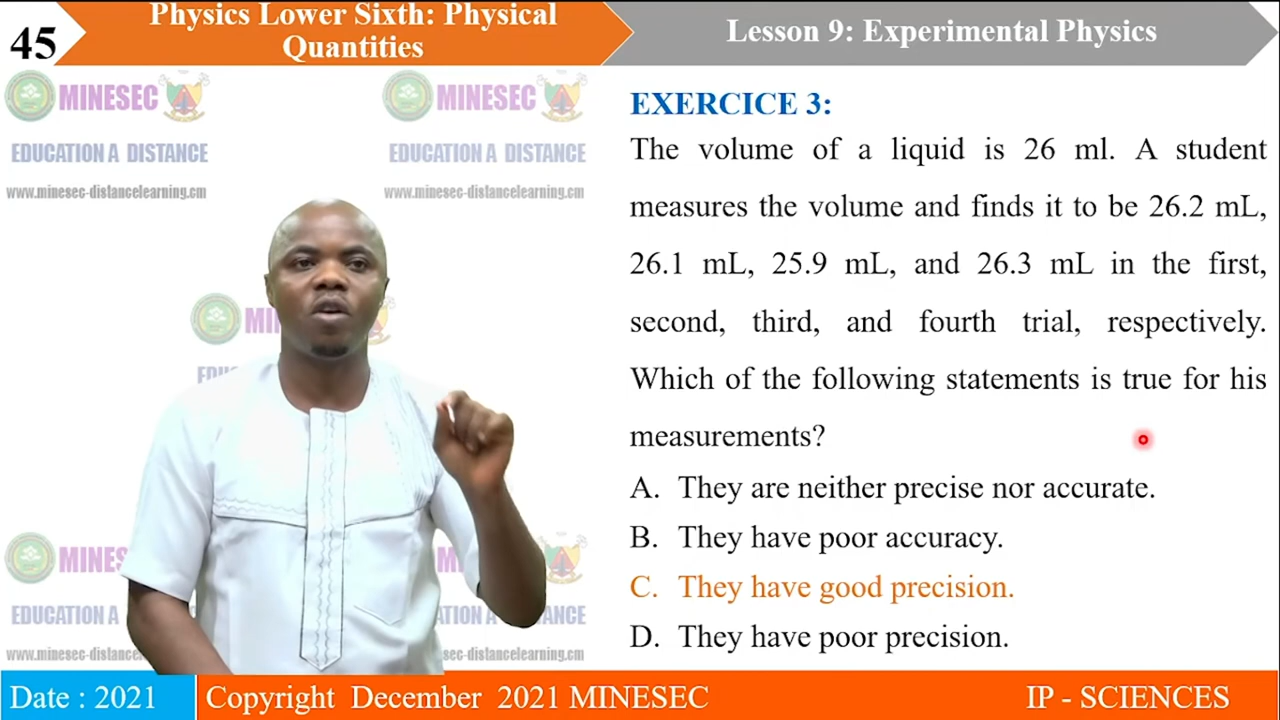 45
Physics Lower Sixth: Physical
Quantities
Lesson 9: Experimental Physics
MINESEC
EDUCATION A DISTANCE
www.minesec-distancelearning.cm
MINESEC
EDUCATION A DISTANCE
www.minesec-distancelearning.cm
EXERCICE 3:
The volume of a liquid is 26 ml. A student
measures the volume and finds it to be 26.2 mL,
26.1 mL, 25.9 mL, and 26.3 mL in the first,
second, third, and fourth trial, respectively.
Which of the following statements is true for his
measurements?
A. They are neither precise nor accurate.
B. They have poor accuracy.
C. They have good precision.
D. They have poor precision.
EDUCATION A
Date : 2021
Copyright December 2021 MINESEC
IP - SCIENCES